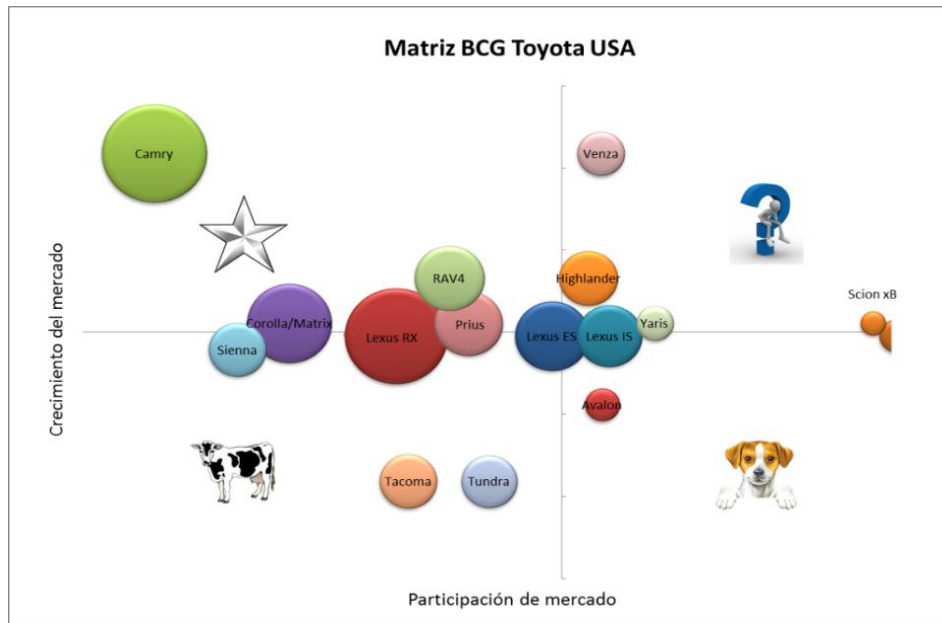 Matriz BCG Toyota USA
Camry
Venza
RAV4
Highlander
Scion xB
Corolla/Matrix
Prius
Yaris
Sienna
Lexus RX
Lexus ES
Lexus IS
Avalon
Tacoma
Tundra
Crecimiento del mercado
Participación de mercado